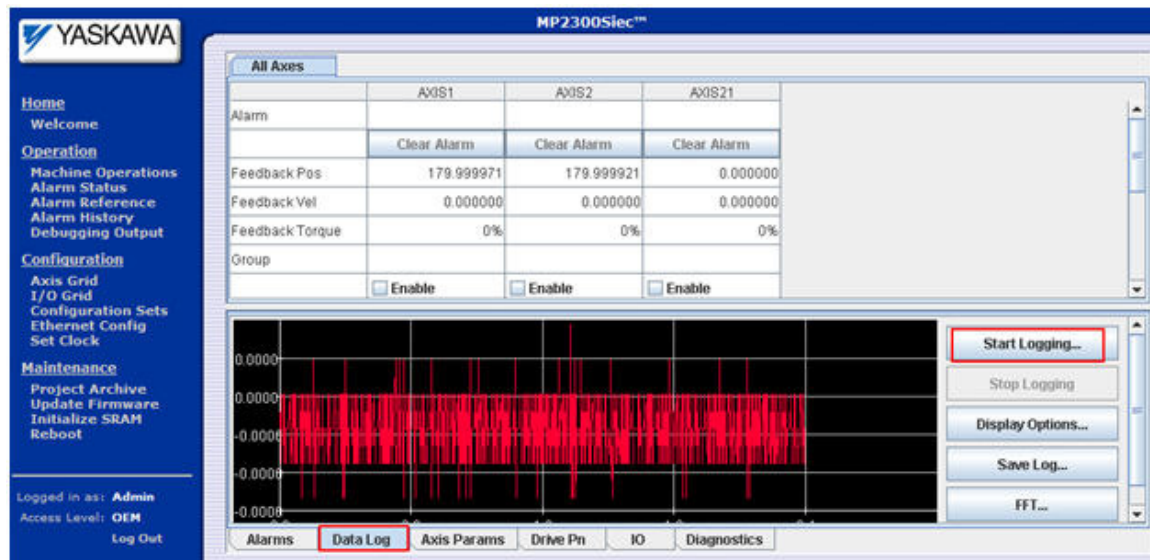 YASKAWA
MP2300Siec™
Home
Welcome
Operation
Machine Operations
Alarm Status
Alarm Reference
Alarm History
Debugging Output
Configuration
Axis Grid
I/O Grid
Configuration Sets
Ethernet Config
Set Clock
Maintenance
Project Archive
Update Firmware
Initialize SRAM
Reboot
Logged in as: Admin
Access Level: OEM
Log Out
All Axes
AXIS1 AXIS2 AXIS21
Alarm
Clear Alarm Clear Alarm Clear Alarm
Feedback Pos 179.999971 179.999921 0.000000
Feedback Vel 0.000000 0.000000 0.000000
Feedback Torque 0% 0% 0%
Group
Enable Enable Enable
0.0000
0.0000
-0.0000
-0.0000
-0.0000
Start Logging...
Stop Logging
Display Options...
Save Log...
FFT...
Alarms Data Log Axis Params Drive Pn IO Diagnostics